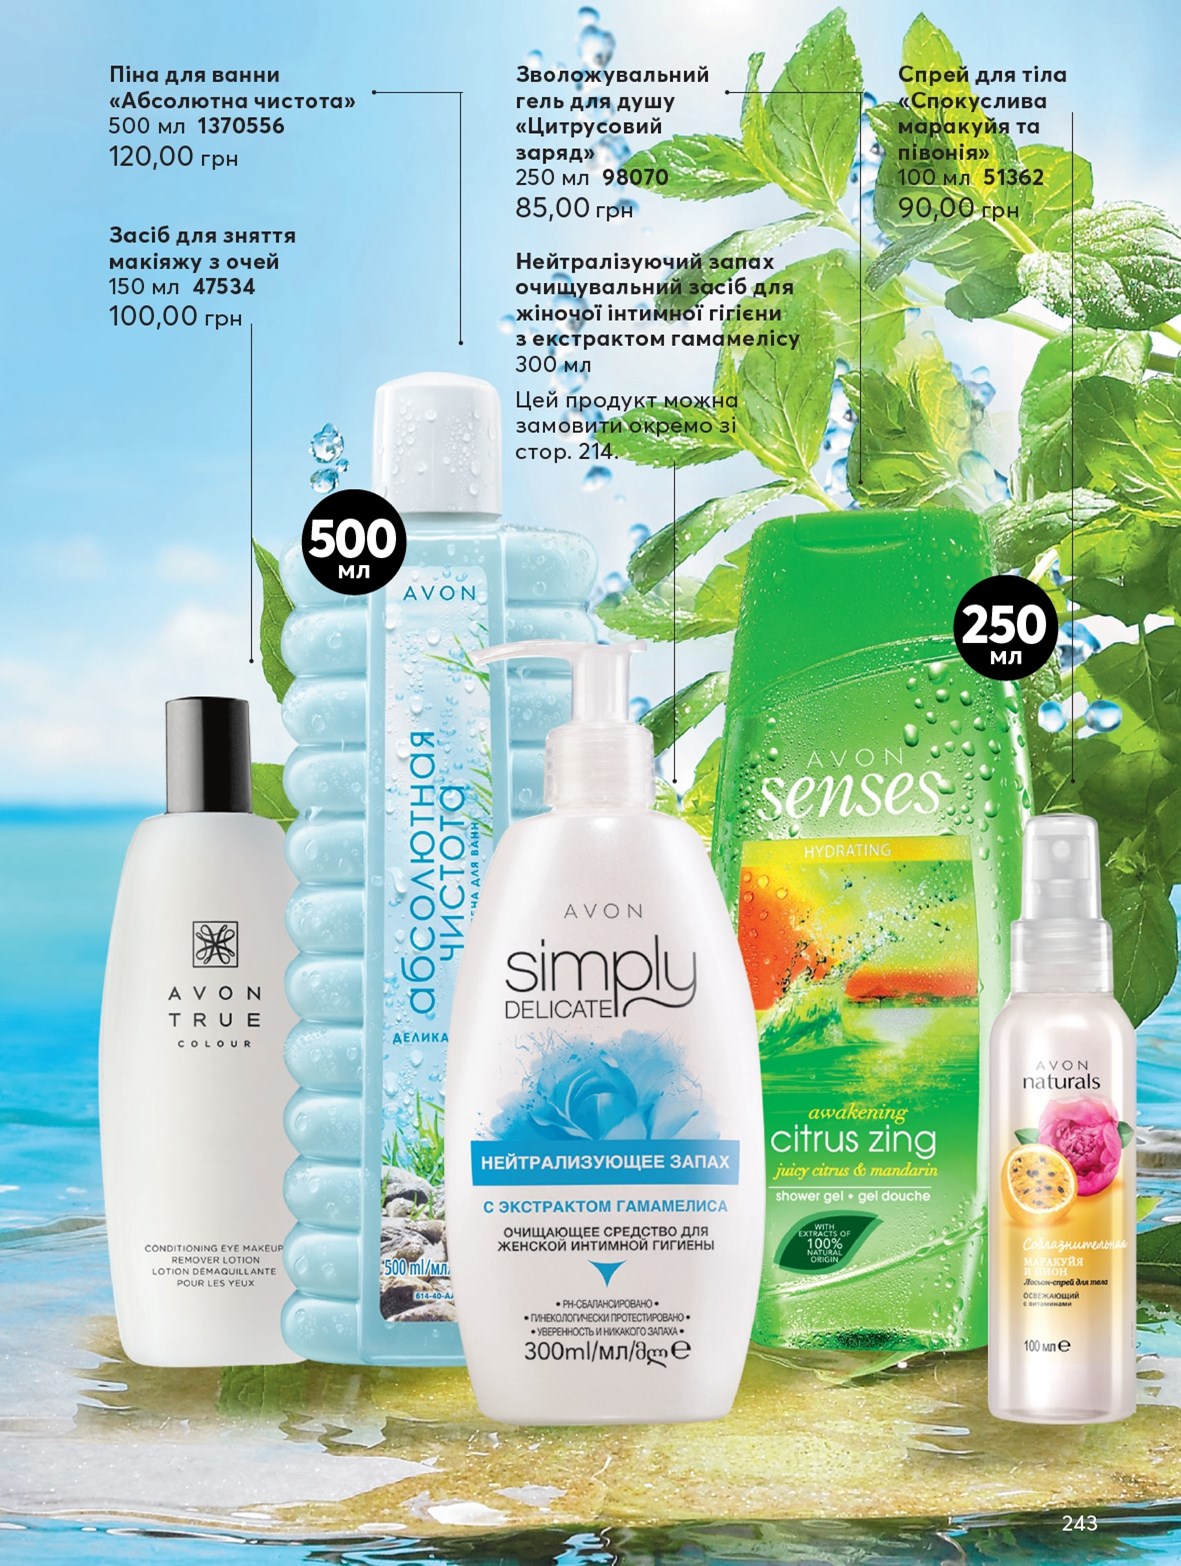 Піна для ванни
«Абсолютна чистота»
500 мл 1370556
120,00 грн
Засіб для зняття
макіяжу з очей
150 мл 47534
100,00 грн
Зволожувальний
гель для душу
«Цитрусовий
заряд»
250 мл 98070
85,00 грн
Нейтралізуючий запах
очищувальний засіб для
жіночої інтимної гігієни
з екстрактом гамамелісу
300 мл
Цей продукт можна
замовити окремо зі
стор. 214.
Спрей для тіла
«Спокуслива
маракуйя та
півонія»
100 мл 51362
90,00 грн
500
мл
250
мл
AVON
TRUE
COLOUR
CONDITIONING EYE MAKEUP
REMOVER LOTION
LOTION DÉMAQUILLANTE
POUR LES YEUX
AVON
абсолютная
чистота
500 ml/мл
AVON
simply
DELICATE
НЕЙТРАЛИЗУЮЩЕЕ ЗАПАХ
С ЭКСТРАКТОМ ГАМАМЕЛИСА
ОЧИЩАЮЩЕЕ СРЕДСТВО ДЛЯ
ЖЕНСКОЙ ИНТИМНОЙ ГИГИЕНЫ
• PH-СБАЛАНСИРОВАНО •
• ГИНЕКОЛОГИЧЕСКИ ПРОТЕСТИРОВАНО •
• УВЕРЕННОСТЬ И НИКАКОГО ЗАПАХА •
300ml/мл/მლ e
AVON
senses
HYDRATING
awakening
citrus zing
juicy citrus & mandarin
shower gel • gel douche
WITH
EXTRACTS OF
100%
NATURAL
ORIGIN
AVON
naturals
Соблазнительная
МАРАКУЙЯ
И ПИОН
Лосьон-спрей для тела
ОСВЕЖАЮЩИЙ
с витаминами
100 мл e
243